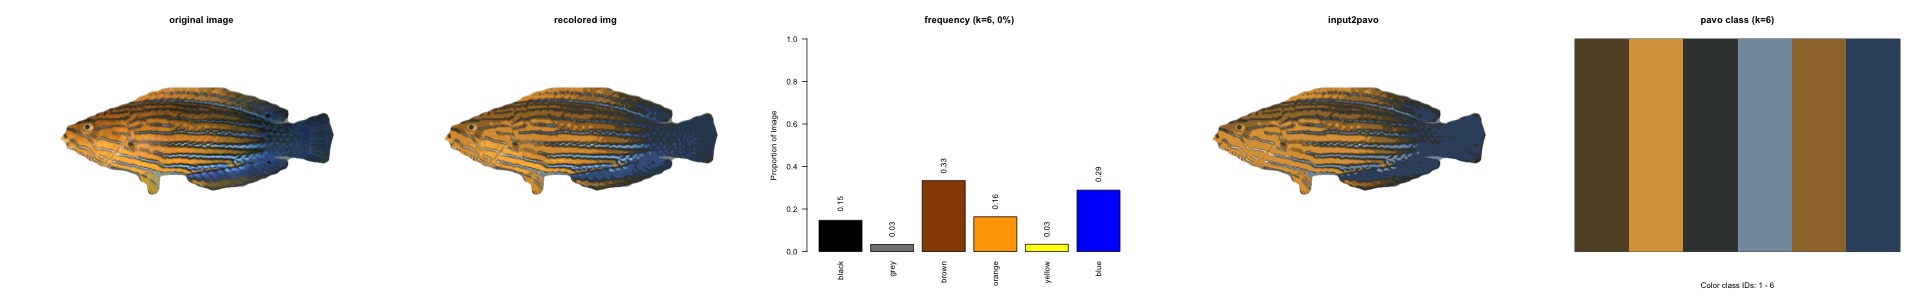 original image
recolored img
frequency (k=6, 0%)
input2pavo
pavo class (k=6)
Proportion of Image
1.0
0.8
0.6
0.4
0.2
0.0
0.15
0.03
0.33
0.16
0.03
0.29
black
grey
brown
orange
yellow
blue
Color class IDs: 1 - 6